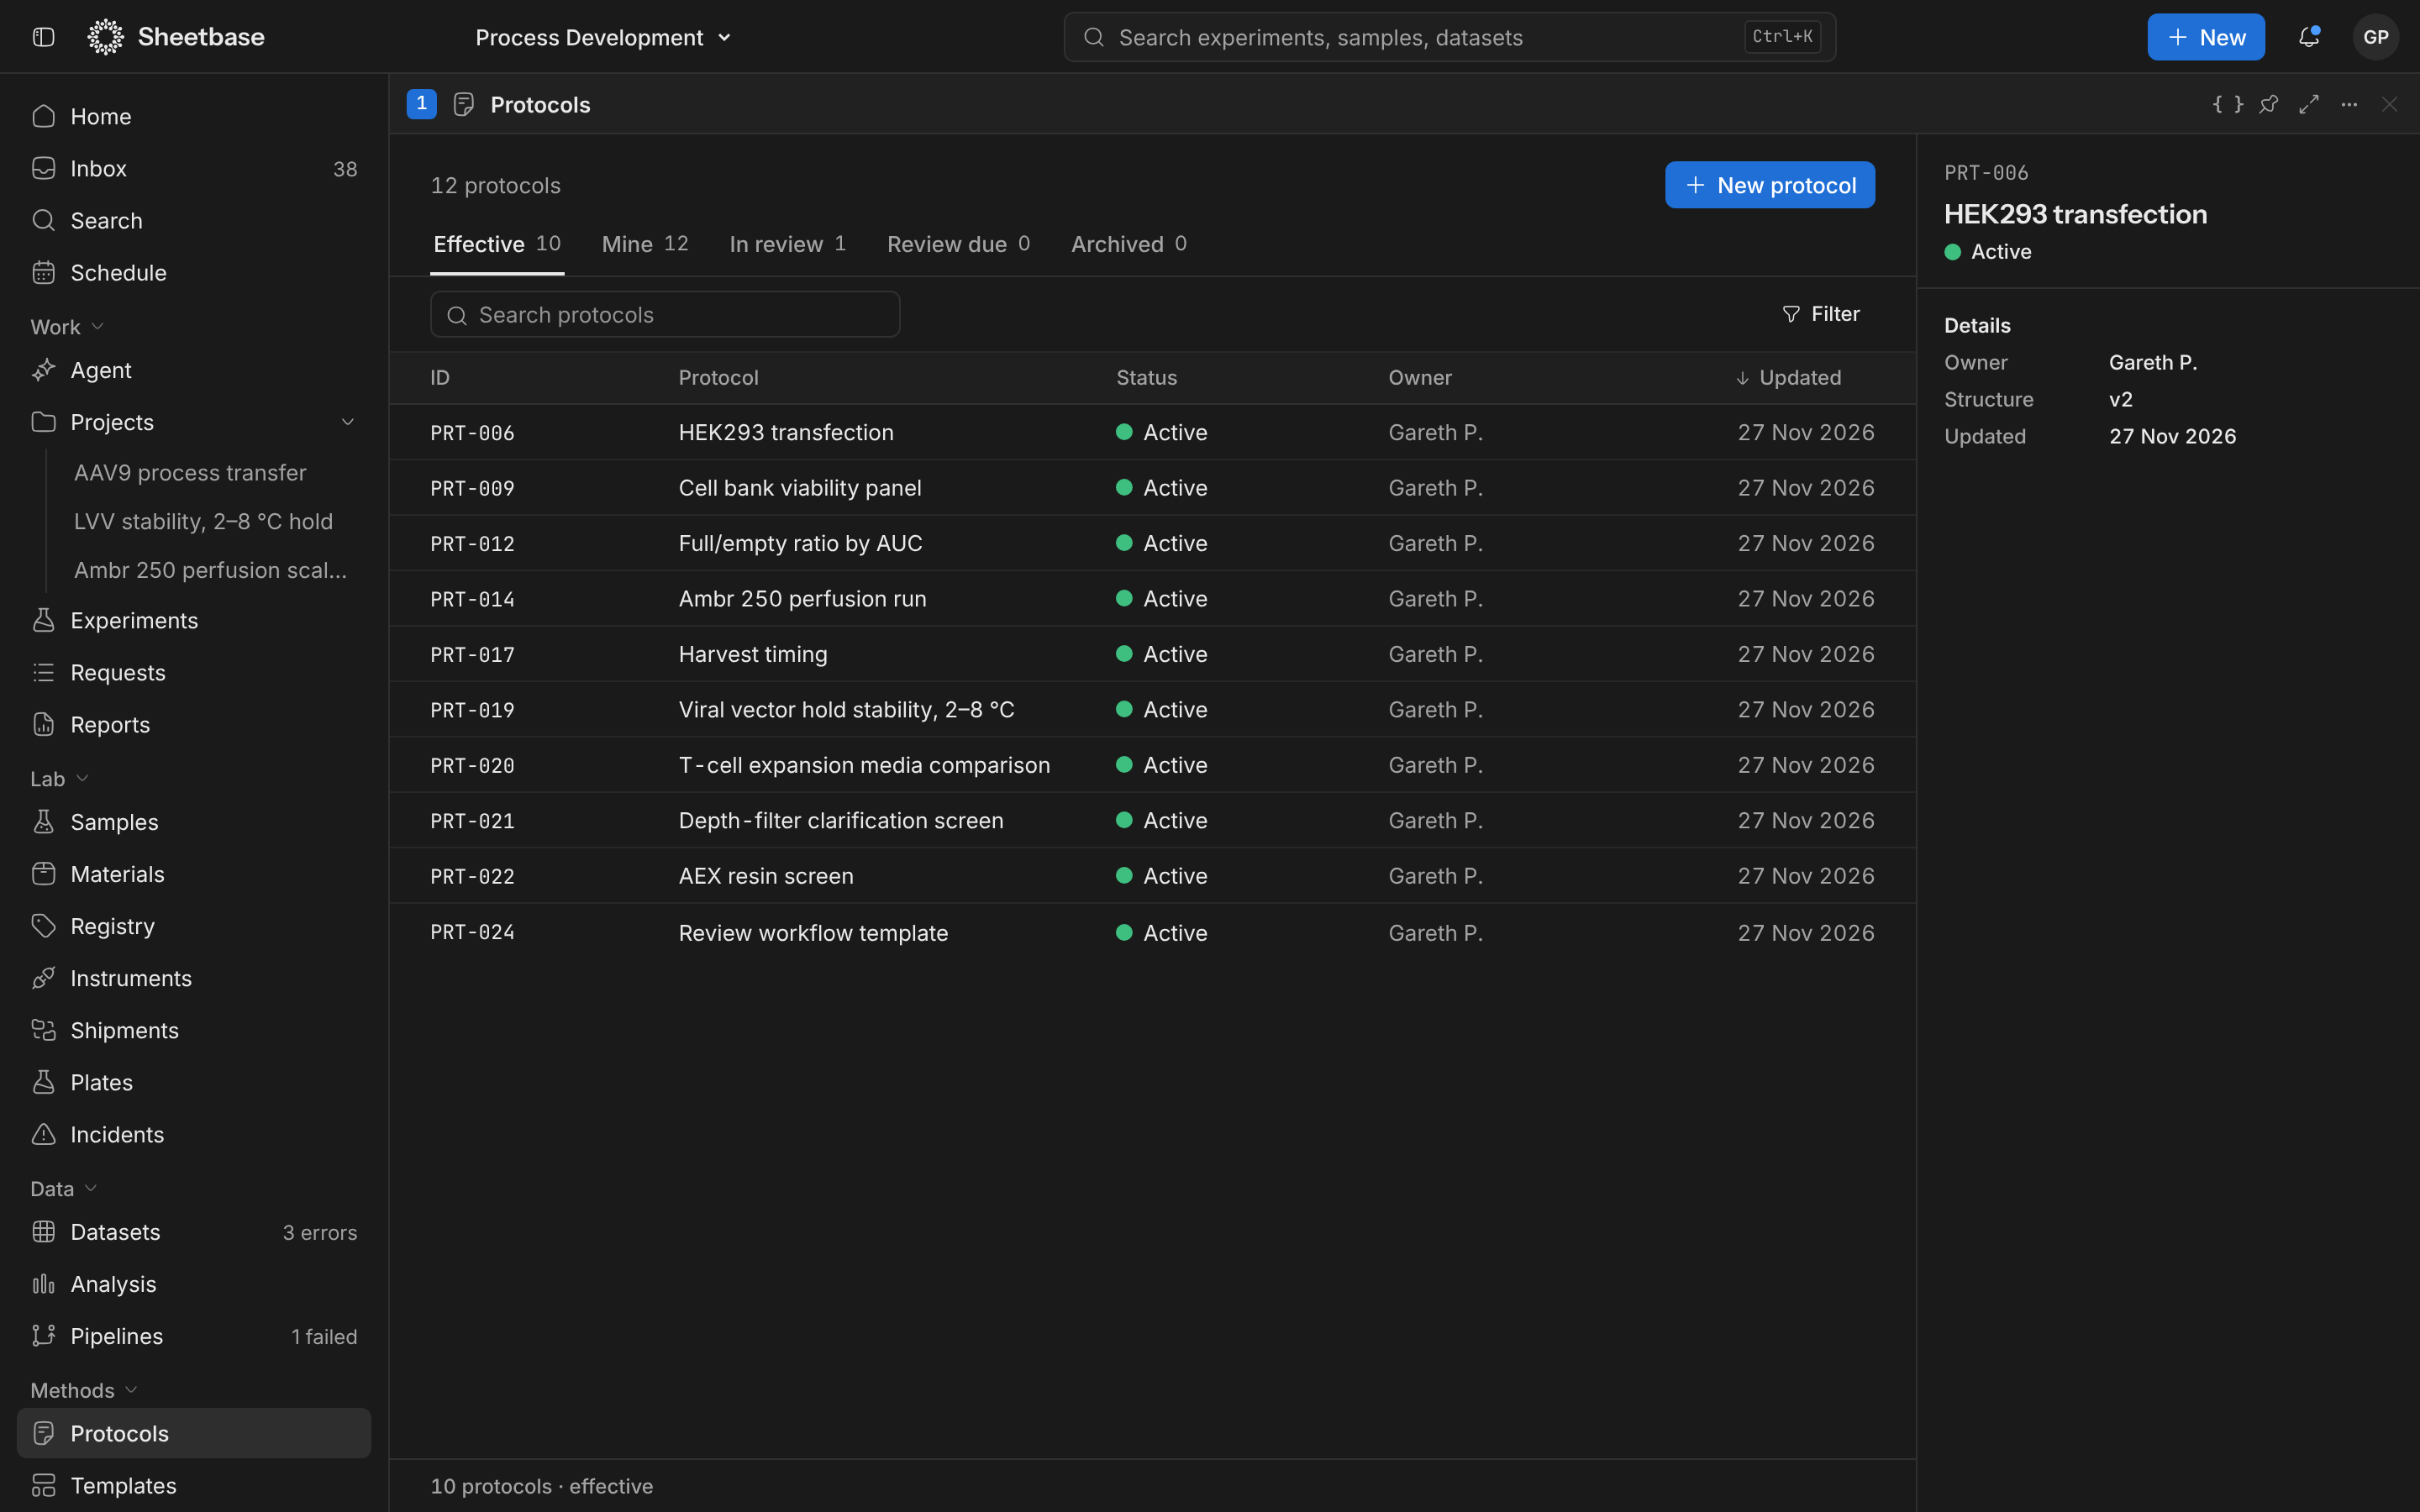 Sheetbase
Process Development
Search experiments, samples, datasets
Ctrl+K
New
GP
Home
Inbox 38
Search
Schedule
Work
Agent
Projects
AAV9 process transfer
LVV stability, 2–8 °C hold
Ambr 250 perfusion scal...
Experiments
Requests
Reports
Lab
Samples
Materials
Registry
Instruments
Shipments
Plates
Incidents
Data
Datasets 3 errors
Analysis
Pipelines 1 failed
Methods
Protocols
Templates
1 Protocols
{ }
12 protocols
New protocol
Effective 10 Mine 12 In review 1 Review due 0 Archived 0
Search protocols
Filter
ID Protocol Status Owner ↓ Updated
PRT-006 HEK293 transfection Active Gareth P. 27 Nov 2026
PRT-009 Cell bank viability panel Active Gareth P. 27 Nov 2026
PRT-012 Full/empty ratio by AUC Active Gareth P. 27 Nov 2026
PRT-014 Ambr 250 perfusion run Active Gareth P. 27 Nov 2026
PRT-017 Harvest timing Active Gareth P. 27 Nov 2026
PRT-019 Viral vector hold stability, 2–8 °C Active Gareth P. 27 Nov 2026
PRT-020 T-cell expansion media comparison Active Gareth P. 27 Nov 2026
PRT-021 Depth-filter clarification screen Active Gareth P. 27 Nov 2026
PRT-022 AEX resin screen Active Gareth P. 27 Nov 2026
PRT-024 Review workflow template Active Gareth P. 27 Nov 2026
10 protocols · effective
PRT-006
HEK293 transfection
Active
Details
Owner Gareth P.
Structure v2
Updated 27 Nov 2026